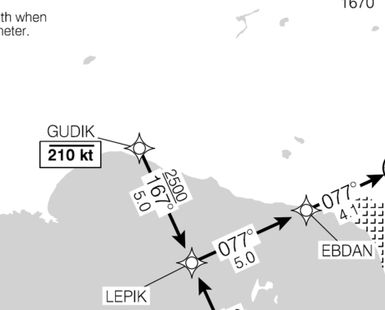 1670
th when
neter.
GUDIK
210 kt
2500
167°
5.0
077°
4.1
077°
5.0
EBDAN
LEPIK